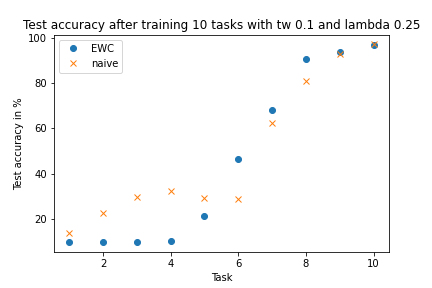 Test accuracy after training 10 tasks with tw 0.1 and lambda 0.25
EWC
naive
100
80
60
40
20
Test accuracy in %
2 4 6 8 10
Task